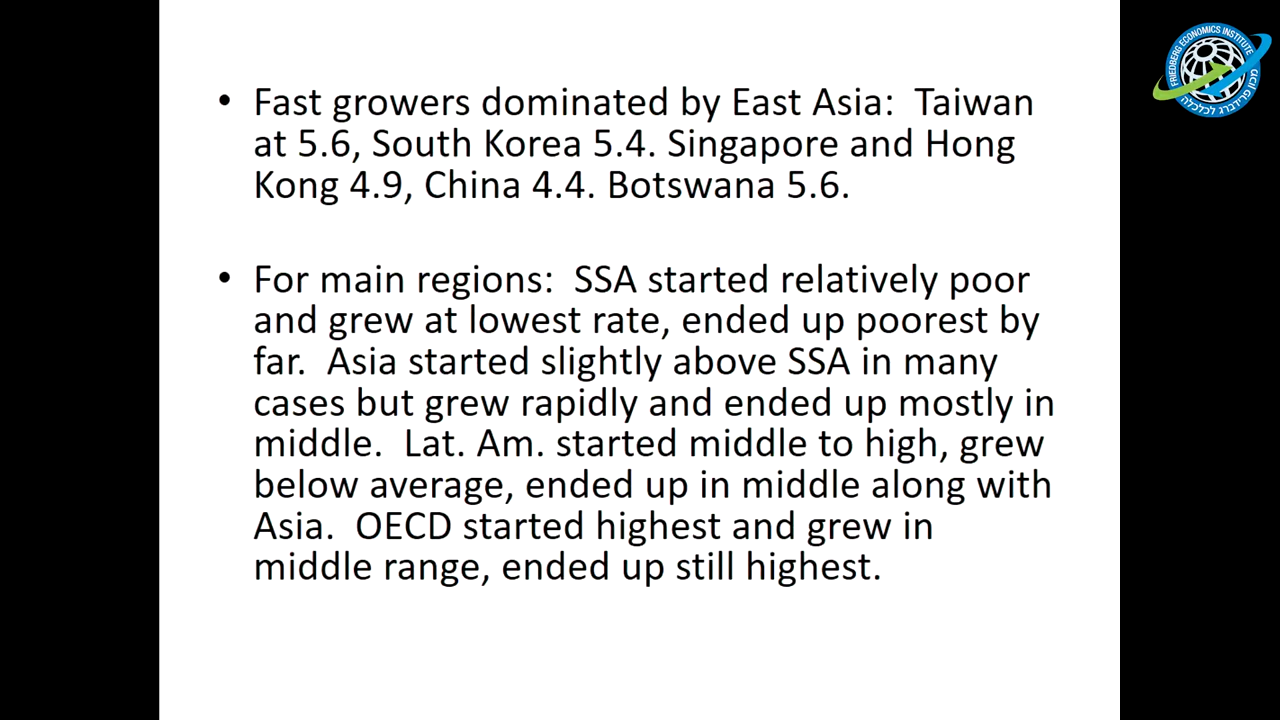 • Fast growers dominated by East Asia: Taiwan
at 5.6, South Korea 5.4. Singapore and Hong
Kong 4.9, China 4.4. Botswana 5.6.
• For main regions: SSA started relatively poor
and grew at lowest rate, ended up poorest by
far. Asia started slightly above SSA in many
cases but grew rapidly and ended up mostly in
middle. Lat. Am. started middle to high, grew
below average, ended up in middle along with
Asia. OECD started highest and grew in
middle range, ended up still highest.
FRIEDBERG ECONOMICS INSTITUTE
מכון פרידברג לכלכלה